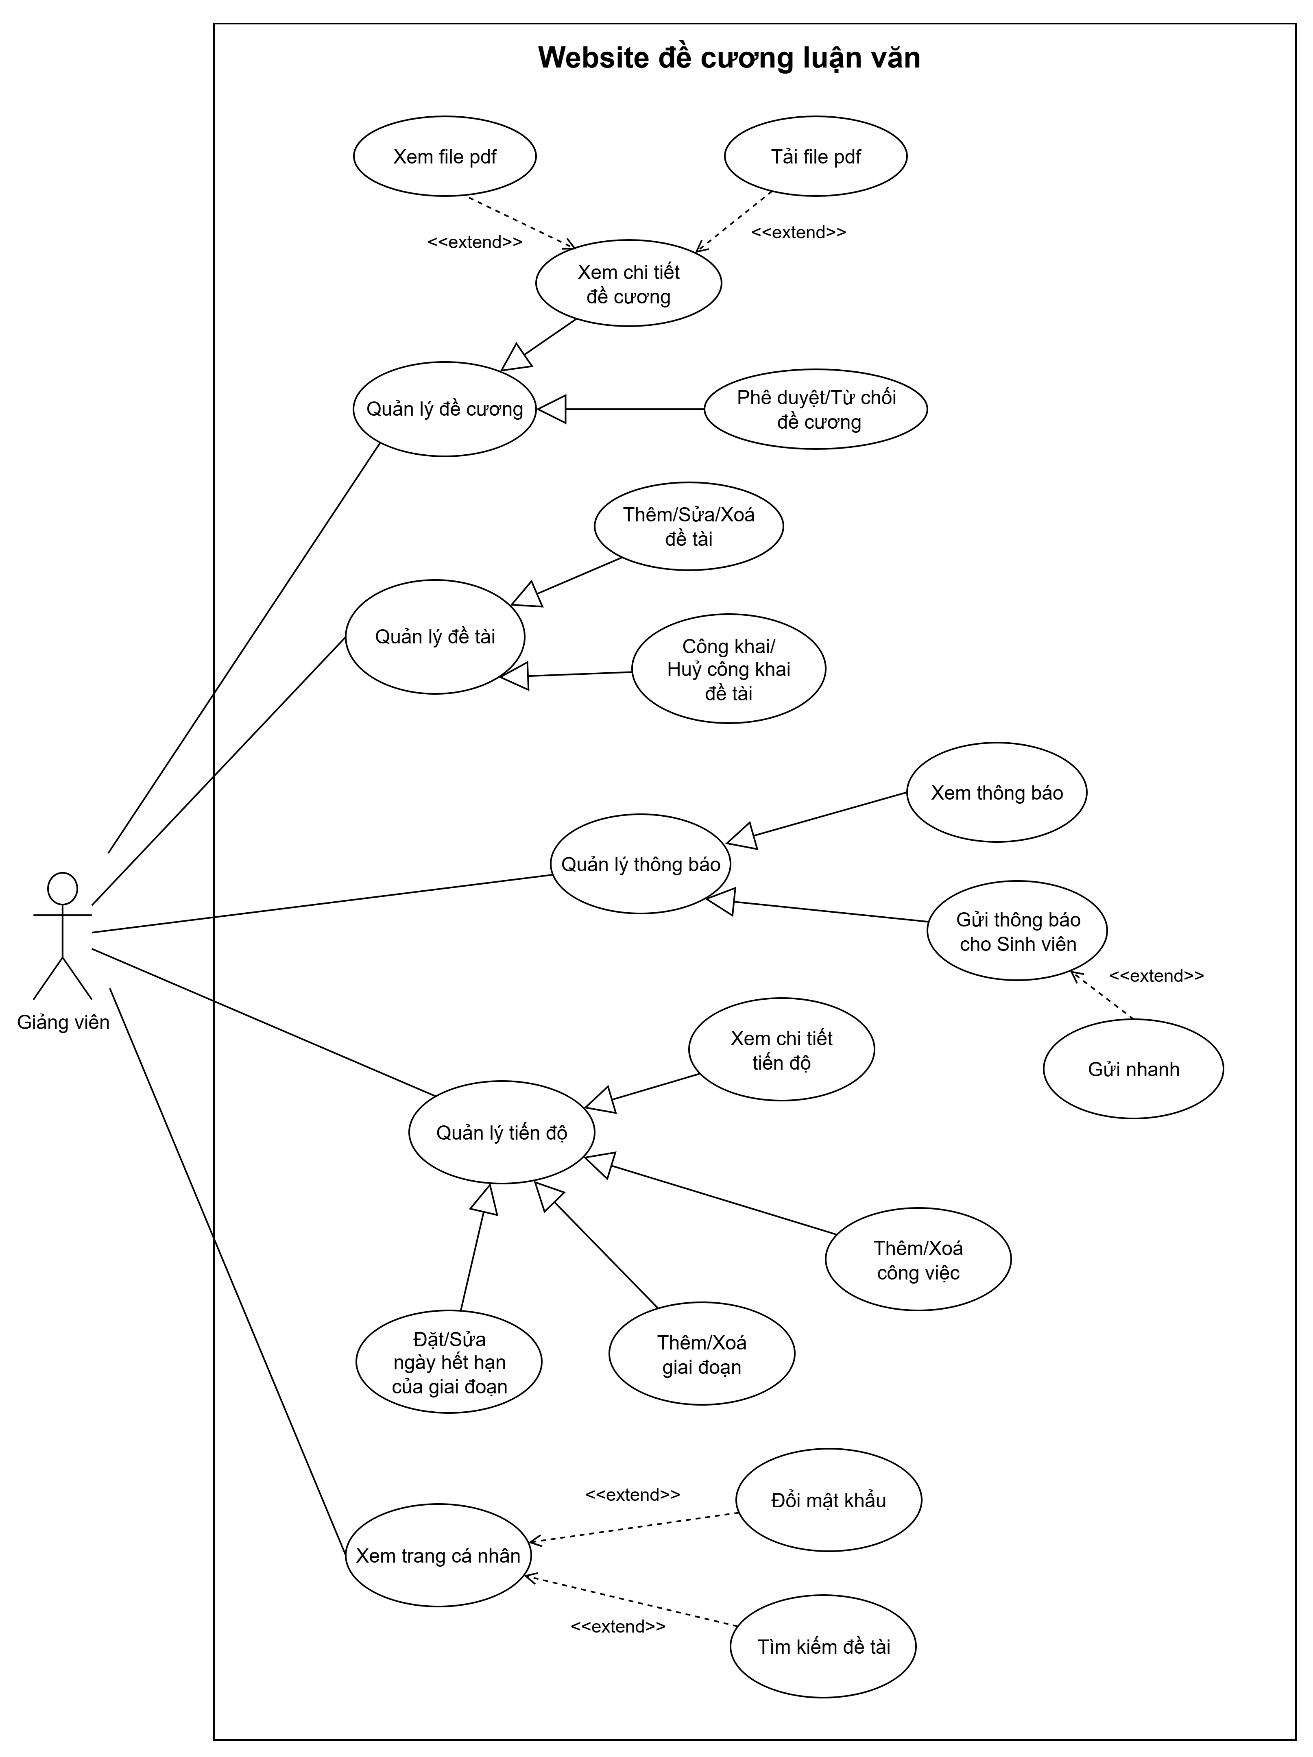 Website đề cương luận văn
Xem file pdf
Tải file pdf
<<extend>>
<<extend>>
Xem chi tiết
đề cương
Quản lý đề cương
Phê duyệt/Từ chối
đề cương
Thêm/Sửa/Xoá
đề tài
Quản lý đề tài
Công khai/
Huỷ công khai
đề tài
Xem thông báo
Quản lý thông báo
Gửi thông báo
cho Sinh viên
<<extend>>
Giảng viên
Xem chi tiết
tiến độ
Gửi nhanh
Quản lý tiến độ
Thêm/Xoá
công việc
Đặt/Sửa
ngày hết hạn
của giai đoạn
Thêm/Xoá
giai đoạn
<<extend>>
Đổi mật khẩu
Xem trang cá nhân
<<extend>>
Tìm kiếm đề tài